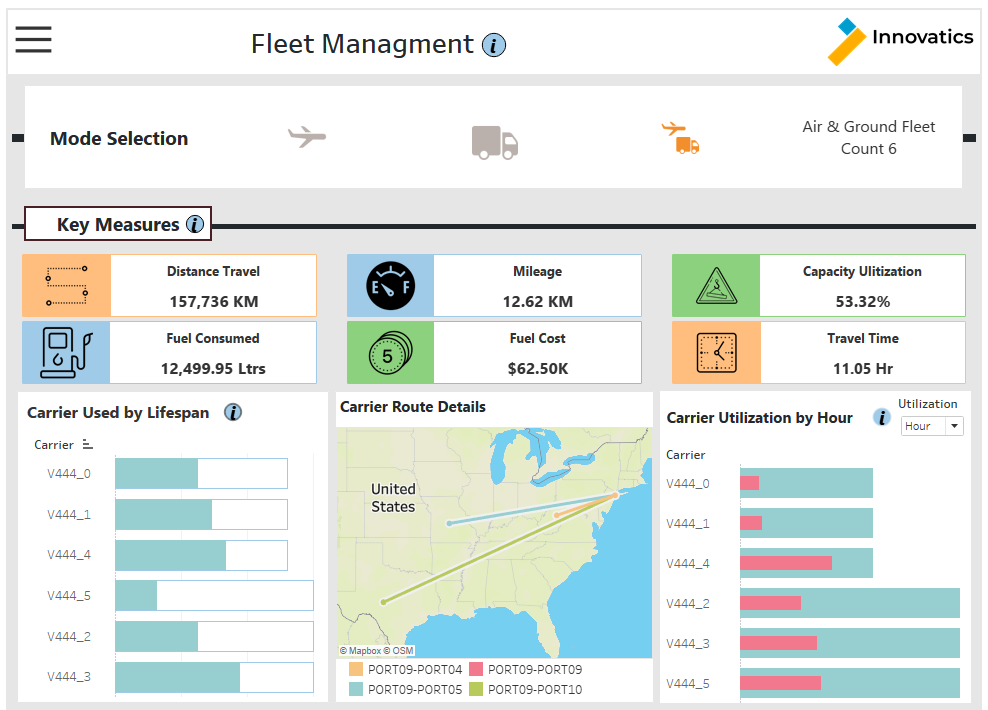 Fleet Managment i
Innovatics
Mode Selection
Air & Ground Fleet
Count 6
Key Measures i
Distance Travel
157,736 KM
E F
Mileage
12.62 KM
Capacity Ulitization
53.32%
Fuel Consumed
12,499.95 Ltrs
5
Fuel Cost
$62.50K
Travel Time
11.05 Hr
Carrier Used by Lifespan i
Carrier
V444_0
V444_1
V444_4
V444_5
V444_2
V444_3
Carrier Route Details
United
States
© Mapbox © OSM
PORT09-PORT04 PORT09-PORT09
PORT09-PORT05 PORT09-PORT10
Carrier Utilization by Hour i
Utilization
Hour
Carrier
V444_0
V444_1
V444_4
V444_2
V444_3
V444_5